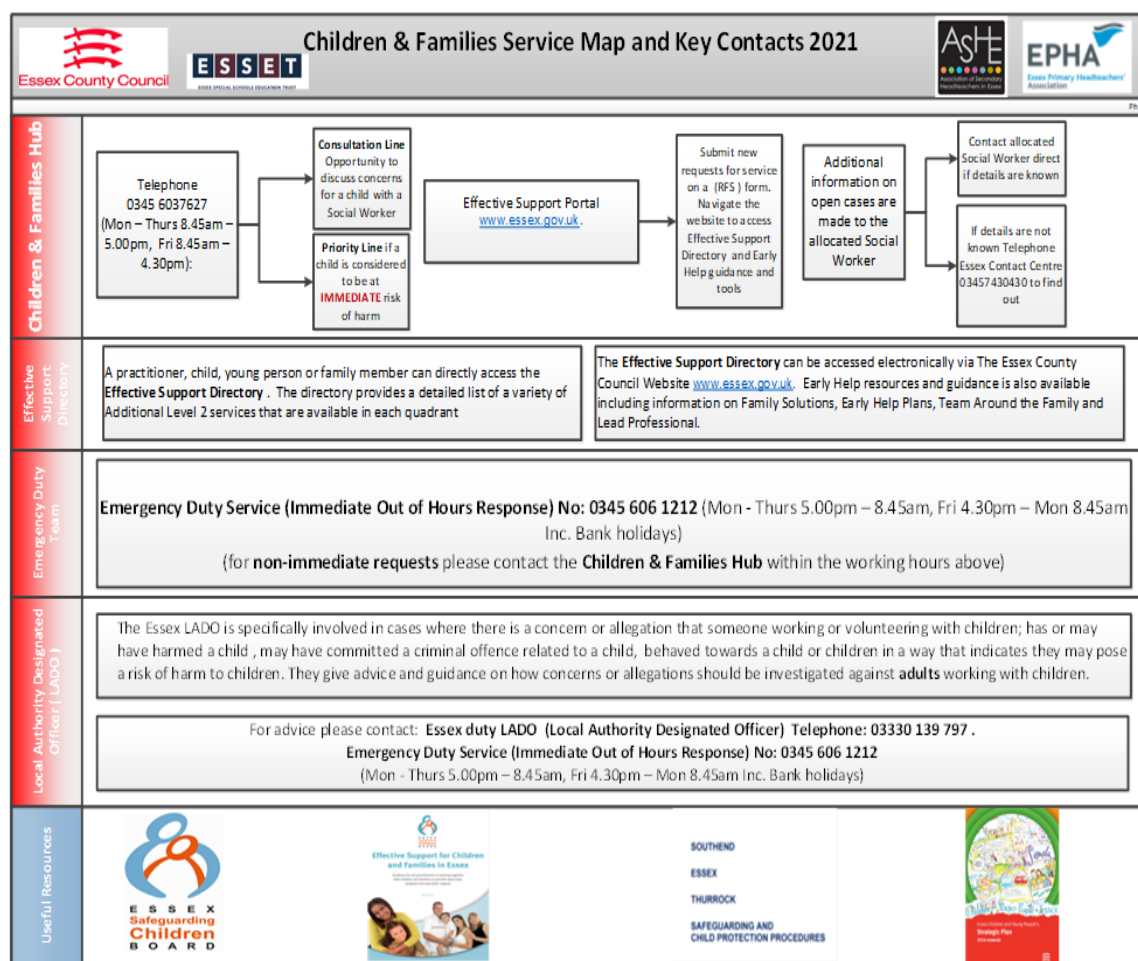 Essex County Council
ESSET
ESSEX SPECIAL SCHOOLS EDUCATION TRUST
Children & Families Service Map and Key Contacts 2021
ASHE
Association of Secondary
Headteachers in Essex
EPHA
Essex Primary Headteachers'
Association
Ph
Children & Families Hub
Telephone
0345 6037627
(Mon – Thurs 8.45am –
5.00pm, Fri 8.45am –
4.30pm):
Consultation Line
Opportunity to
discuss concerns
for a child with a
Social Worker
Priority Line if a
child is considered
to be at
IMMEDIATE risk
of harm
Effective Support Portal
www.essex.gov.uk.
Submit new
requests for service
on a (RFS) form.
Navigate the
website to access
Effective Support
Directory and Early
Help guidance and
tools
Additional
information on
open cases are
made to the
allocated Social
Worker
Contact allocated
Social Worker direct
if details are known
If details are not
known Telephone
Essex Contact Centre
03457430430 to find
out
Effective
Support
Directory
A practitioner, child, young person or family member can directly access the
Effective Support Directory . The directory provides a detailed list of a variety of
Additional Level 2 services that are available in each quadrant
The Effective Support Directory can be accessed electronically via The Essex County
Council Website www.essex.gov.uk. Early Help resources and guidance is also available
including information on Family Solutions, Early Help Plans, Team Around the Family and
Lead Professional.
Emergency Duty
Team
Emergency Duty Service (Immediate Out of Hours Response) No: 0345 606 1212 (Mon - Thurs 5.00pm – 8.45am, Fri 4.30pm – Mon 8.45am
Inc. Bank holidays)
(for non-immediate requests please contact the Children & Families Hub within the working hours above)
Local Authority Designated
Officer ( LADO )
The Essex LADO is specifically involved in cases where there is a concern or allegation that someone working or volunteering with children; has or may
have harmed a child , may have committed a criminal offence related to a child, behaved towards a child or children in a way that indicates they may pose
a risk of harm to children. They give advice and guidance on how concerns or allegations should be investigated against adults working with children.
For advice please contact: Essex duty LADO (Local Authority Designated Officer) Telephone: 03330 139 797 .
Emergency Duty Service (Immediate Out of Hours Response) No: 0345 606 1212
(Mon - Thurs 5.00pm – 8.45am, Fri 4.30pm – Mon 8.45am Inc. Bank holidays)
Useful Resources
ESSEX
Safeguarding
Children
BOARD
Effective Support for Children
and Families in Essex
SOUTHEND
ESSEX
THURROCK
SAFEGUARDING AND
CHILD PROTECTION PROCEDURES
Essex Children and Young People's
Strategic Plan